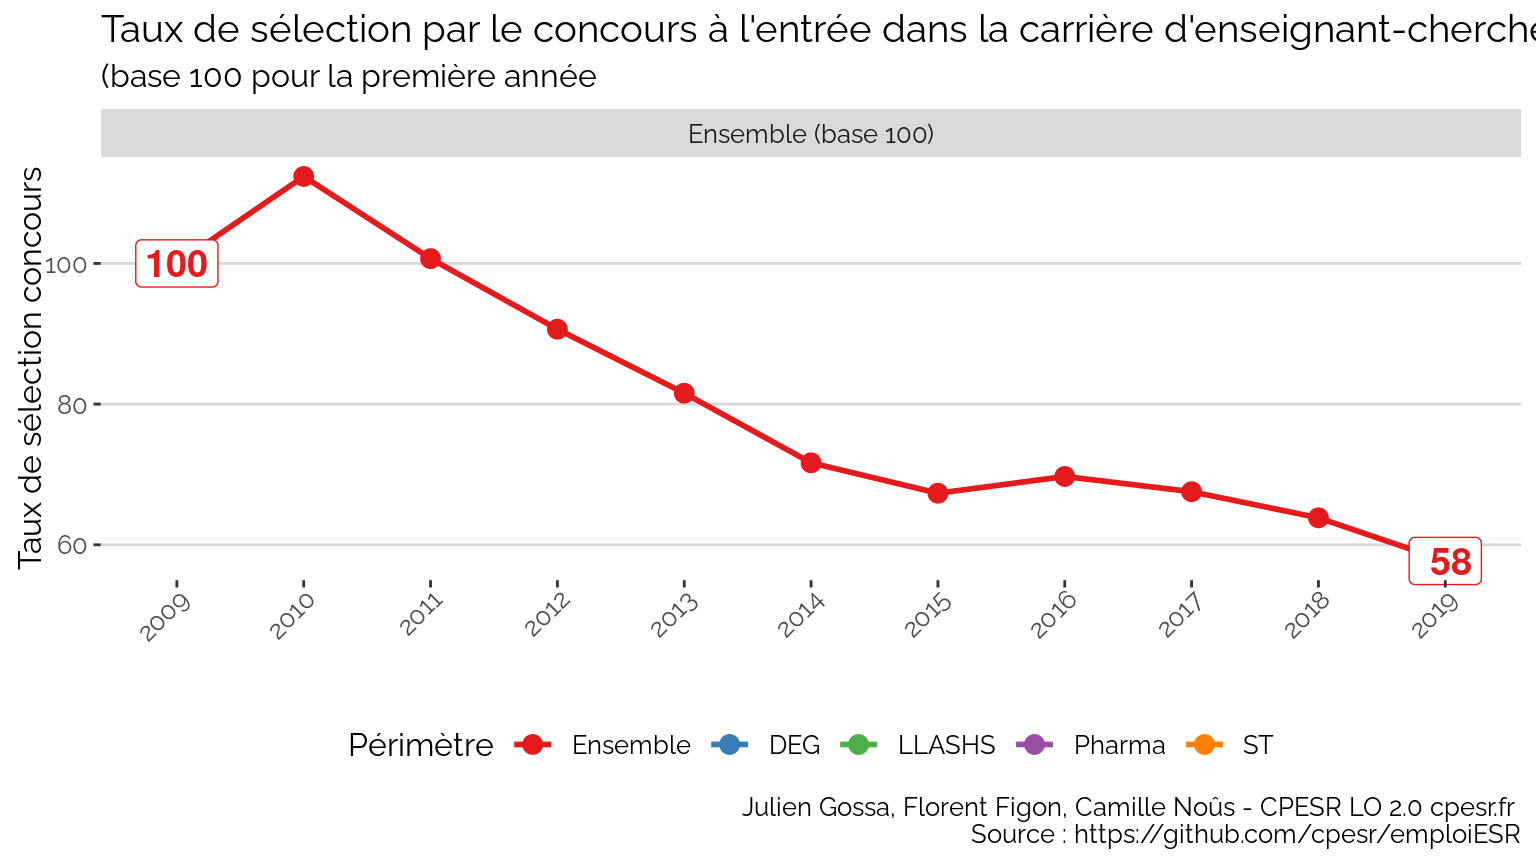 Taux de sélection par le concours à l'entrée dans la carrière d'enseignant-cherche
(base 100 pour la première année
Ensemble (base 100)
Taux de sélection concours
100
80
60
100
58
2009 2010 2011 2012 2013 2014 2015 2016 2017 2018 2019
Périmètre Ensemble DEG LLASHS Pharma ST
Julien Gossa, Florent Figon, Camille Noûs - CPESR LO 2.0 cpesr.fr
Source : https://github.com/cpesr/emploiESR